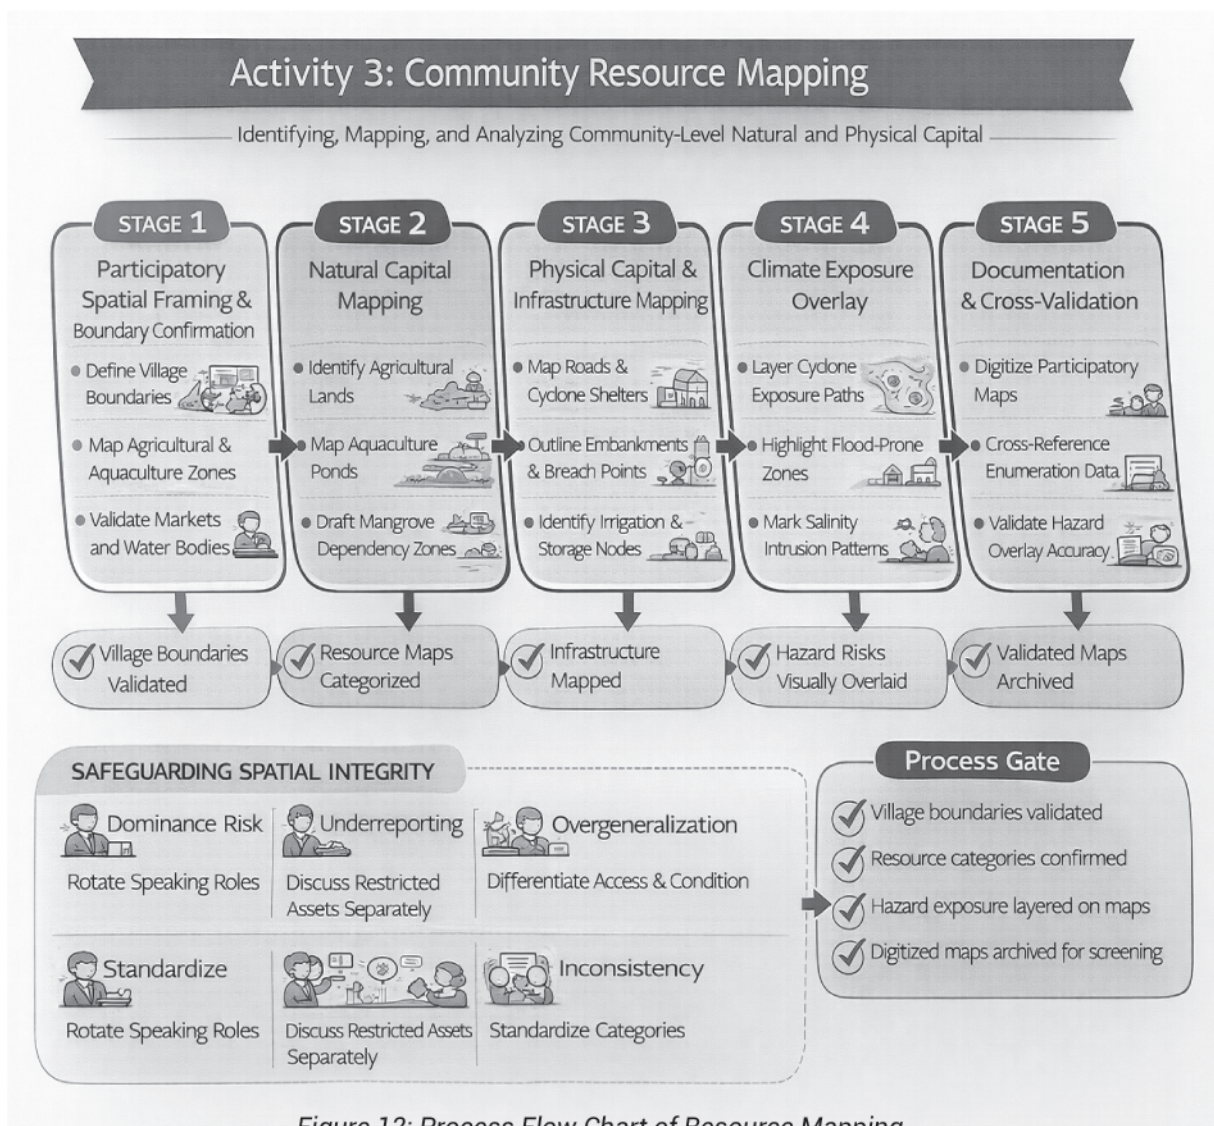 Activity 3: Community Resource Mapping
Identifying, Mapping, and Analyzing Community-Level Natural and Physical Capital
STAGE 1
Participatory
Spatial Framing &
Boundary Confirmation
Define Village
Boundaries
Map Agricultural &
Aquaculture Zones
Validate Markets
and Water Bodies
Village Boundaries
Validated
STAGE 2
Natural Capital
Mapping
Identify Agricultural
Lands
Map Aquaculture
Ponds
Draft Mangrove
Dependency Zones
Resource Maps
Categorized
STAGE 3
Physical Capital &
Infrastructure Mapping
Map Roads &
Cyclone Shelters
Outline Embankments
& Breach Points
Identify Irrigation &
Storage Nodes
Infrastructure
Mapped
STAGE 4
Climate Exposure
Overlay
Layer Cyclone
Exposure Paths
Highlight Flood-Prone
Zones
Mark Salinity
Intrusion Patterns
Hazard Risks
Visually Overlaid
STAGE 5
Documentation
& Cross-Validation
Digitize Participatory
Maps
Cross-Reference
Enumeration Data
Validate Hazard
Overlay Accuracy
Validated Maps
Archived
SAFEGUARDING SPATIAL INTEGRITY
Dominance Risk
Rotate Speaking Roles
Underreporting
Discuss Restricted
Assets Separately
Overgeneralization
Differentiate Access & Condition
Standardize
Rotate Speaking Roles
Discuss Restricted Assets
Separately
Inconsistency
Standardize Categories
Process Gate
Village boundaries validated
Resource categories confirmed
Hazard exposure layered on maps
Digitized maps archived for screening
Figure 12: Process Flow Chart of Resource Mapping